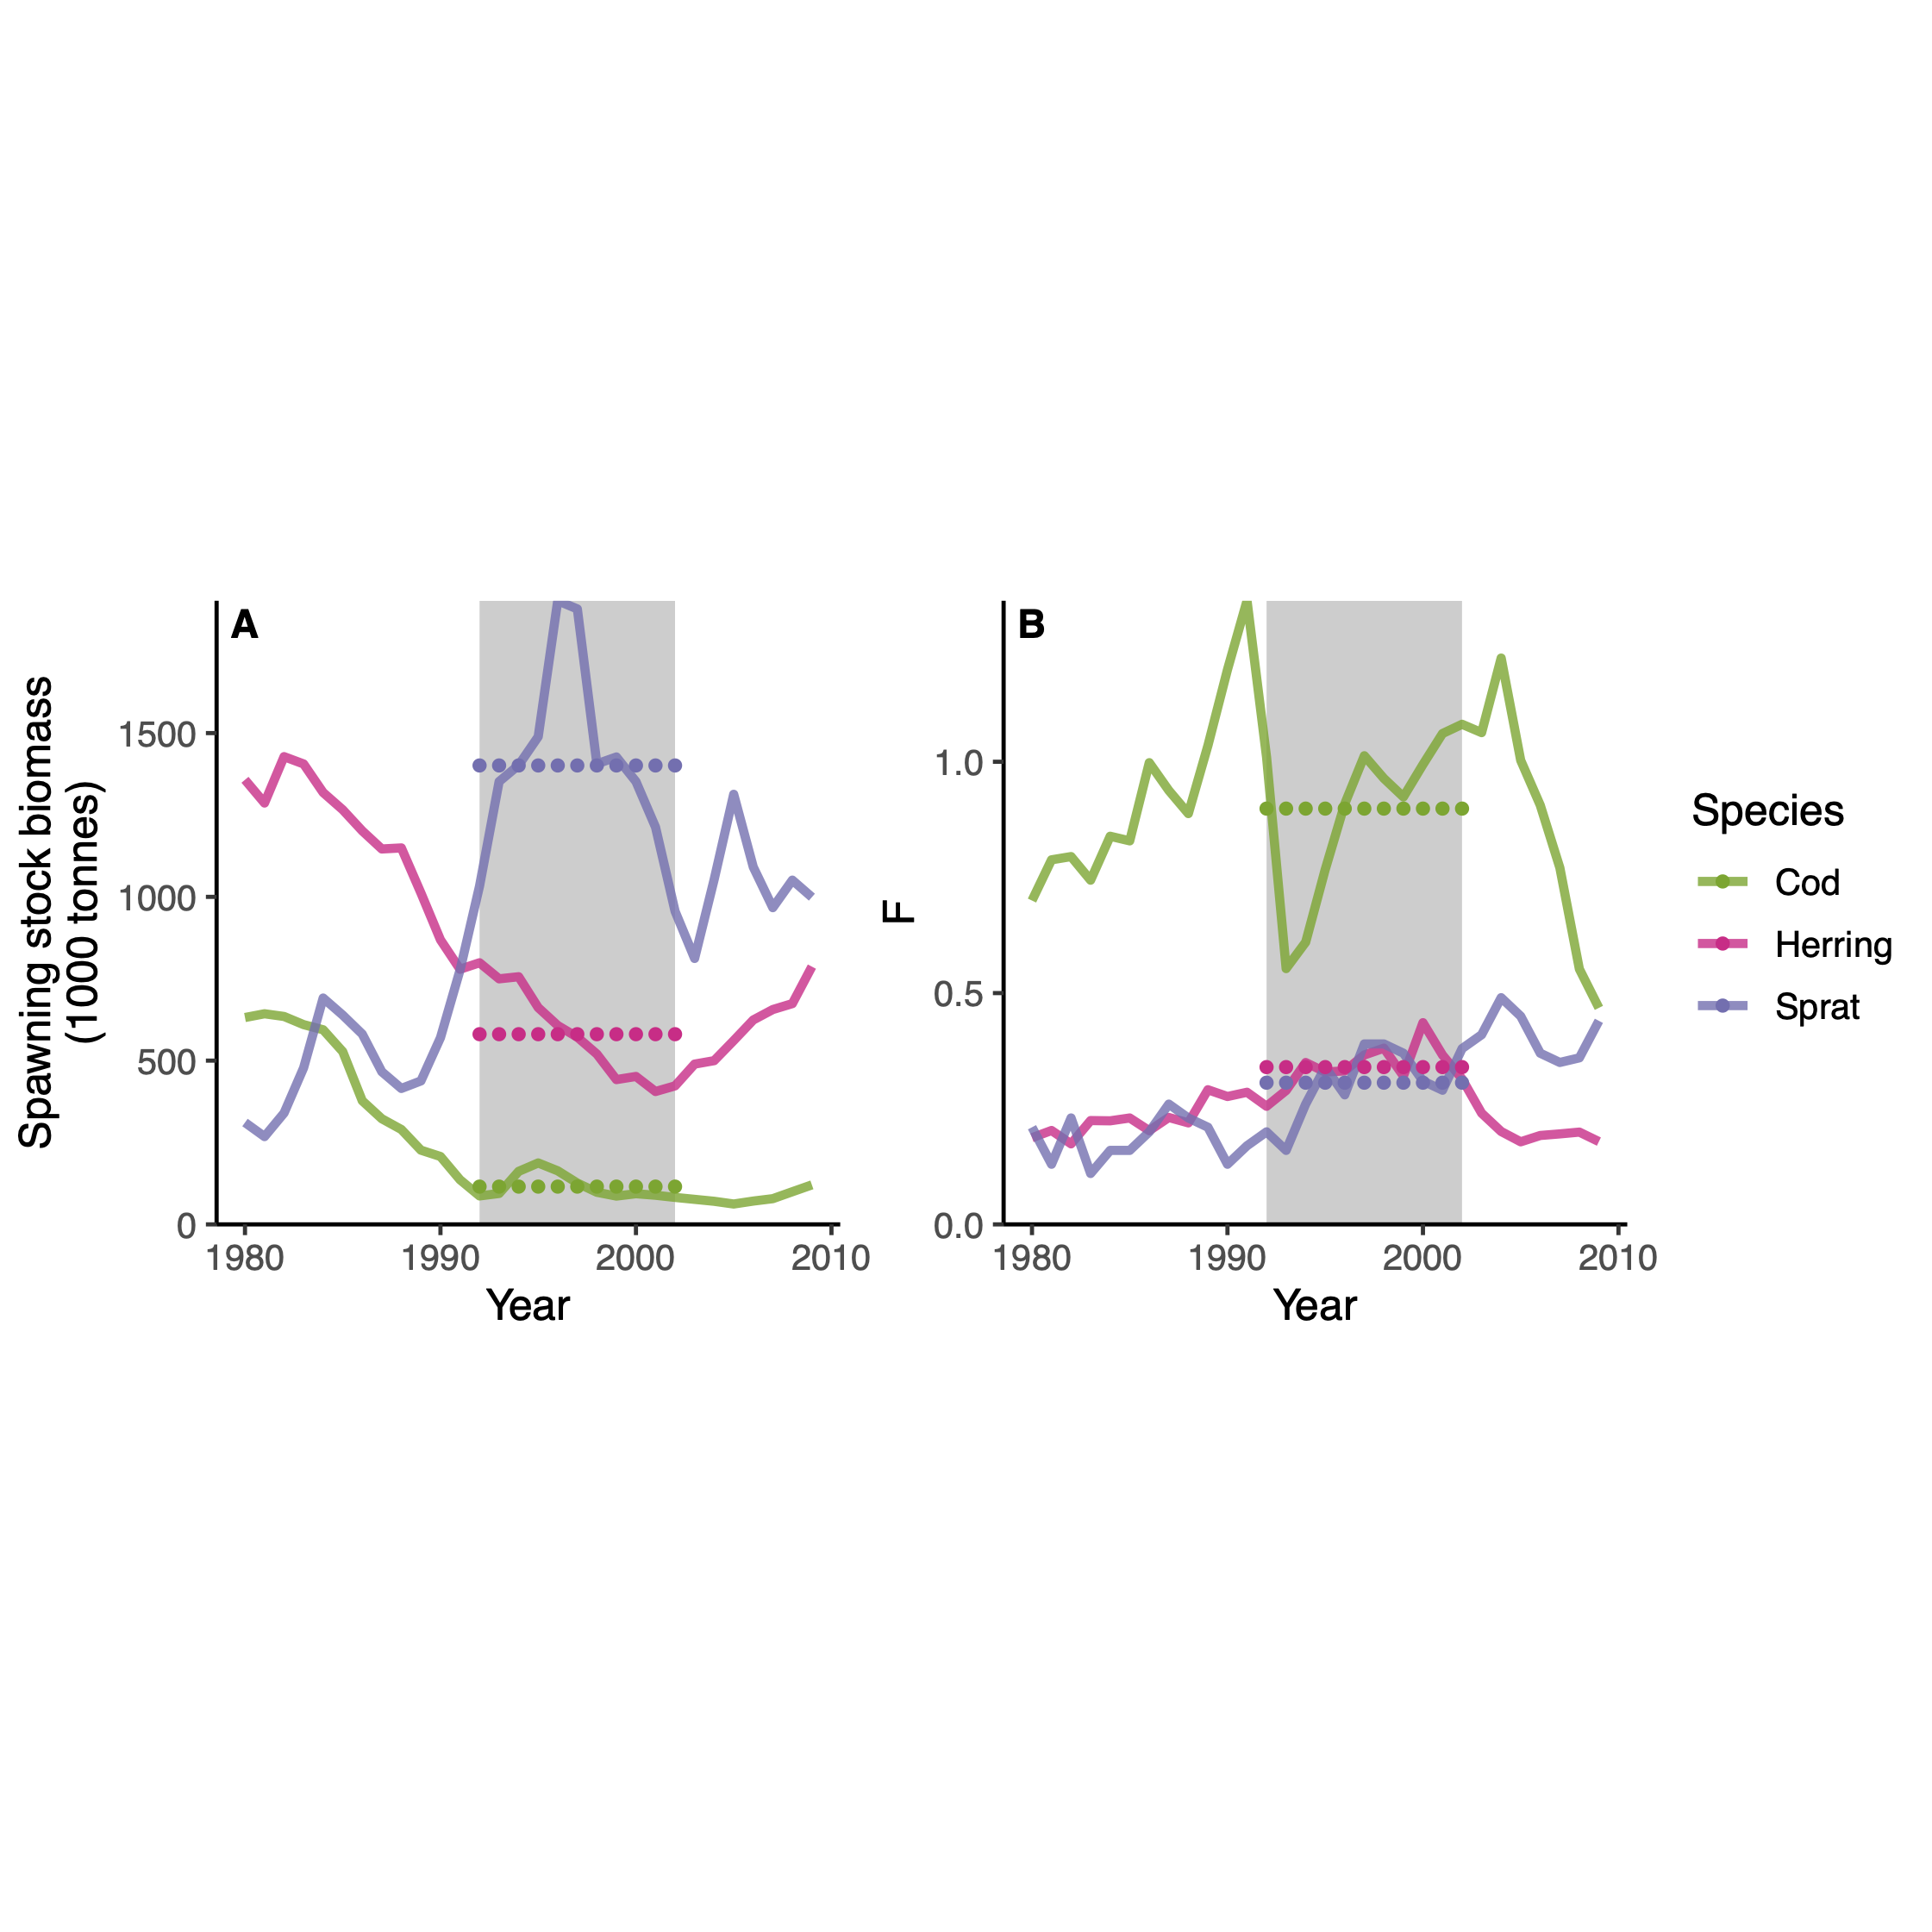 A
B
Spawning stock biomass
(1000 tonnes)
1500
1000
500
0
1980 1990 2000 2010
Year
F
1.0
0.5
0.0
1980 1990 2000 2010
Year
Species
Cod
Herring
Sprat